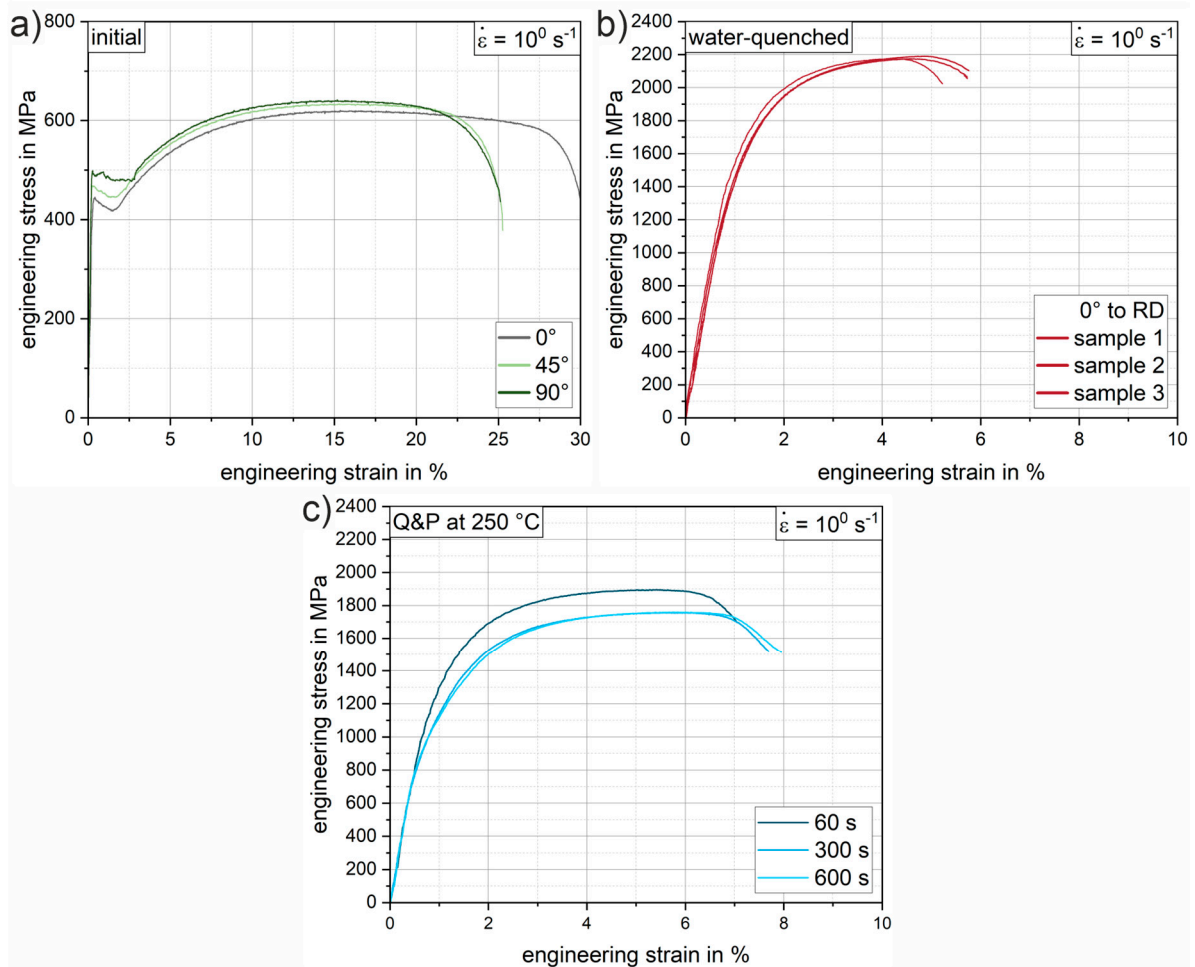 a)
initial
ε̇ = 10⁰ s⁻¹
engineering stress in MPa
800
600
400
200
0
0
5
10
15
20
25
30
engineering strain in %
0°
45°
90°
b)
water-quenched
ε̇ = 10⁰ s⁻¹
engineering stress in MPa
2400
2200
2000
1800
1600
1400
1200
1000
800
600
400
200
0
0
2
4
6
8
10
engineering strain in %
0° to RD
sample 1
sample 2
sample 3
c)
Q&P at 250 °C
ε̇ = 10⁰ s⁻¹
engineering stress in MPa
2400
2200
2000
1800
1600
1400
1200
1000
800
600
400
200
0
0
2
4
6
8
10
engineering strain in %
60 s
300 s
600 s